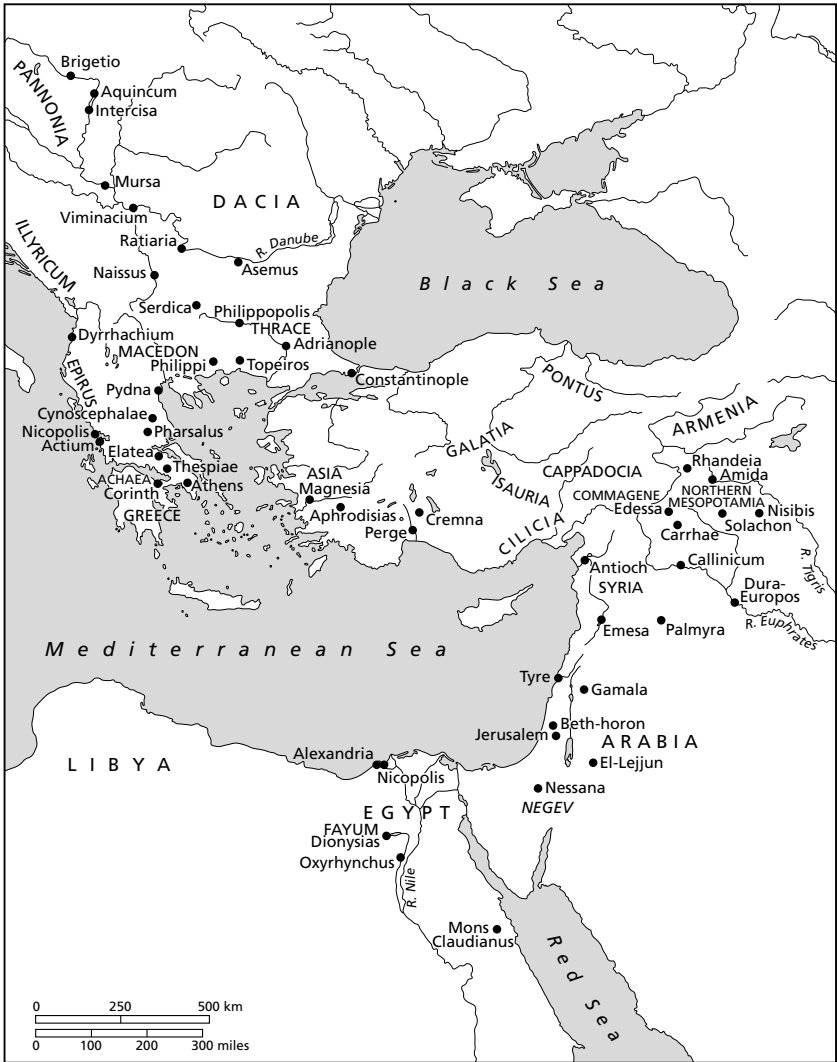 Brigetio
PANNONIA
Aquincum
Intercisa
Mursa
DACIA
Viminacium
ILLYRICUM
Ratiaria
R. Danube
Asemus
Naissus
Black Sea
Serdica
Philippopolis
THRACE
Dyrrhachium
Adrianople
MACEDON
Philippi
Topeiros
EPIRUS
Constantinople
PONTUS
Pydna
Cynoscephalae
ARMENIA
Nicopolis
Pharsalus
Actium
GALATIA
Elatea
Thespiae
Rhandeia
ACHAEA
Corinth
Athens
ASIA
Magnesia
ISAURIA
CAPPADOCIA
Amida
COMMAGENE
NORTHERN
MESOPOTAMIA
Edessa
Nisibis
GREECE
Aphrodisias
Cremna
Solachon
Perge
CILICIA
Carrhae
R. Tigris
Antioch
Callinicum
SYRIA
Dura-
Europos
R. Euphrates
Emesa
Palmyra
Mediterranean Sea
Tyre
Gamala
Beth-horon
Jerusalem
ARABIA
LIBYA
Alexandria
El-Lejjun
Nicopolis
Nessana
NEGEV
EGYPT
FAYUM
Dionysias
Oxyrhynchus
R. Nile
Mons
Claudianus
Red Sea
0 250 500 km
0 100 200 300 miles